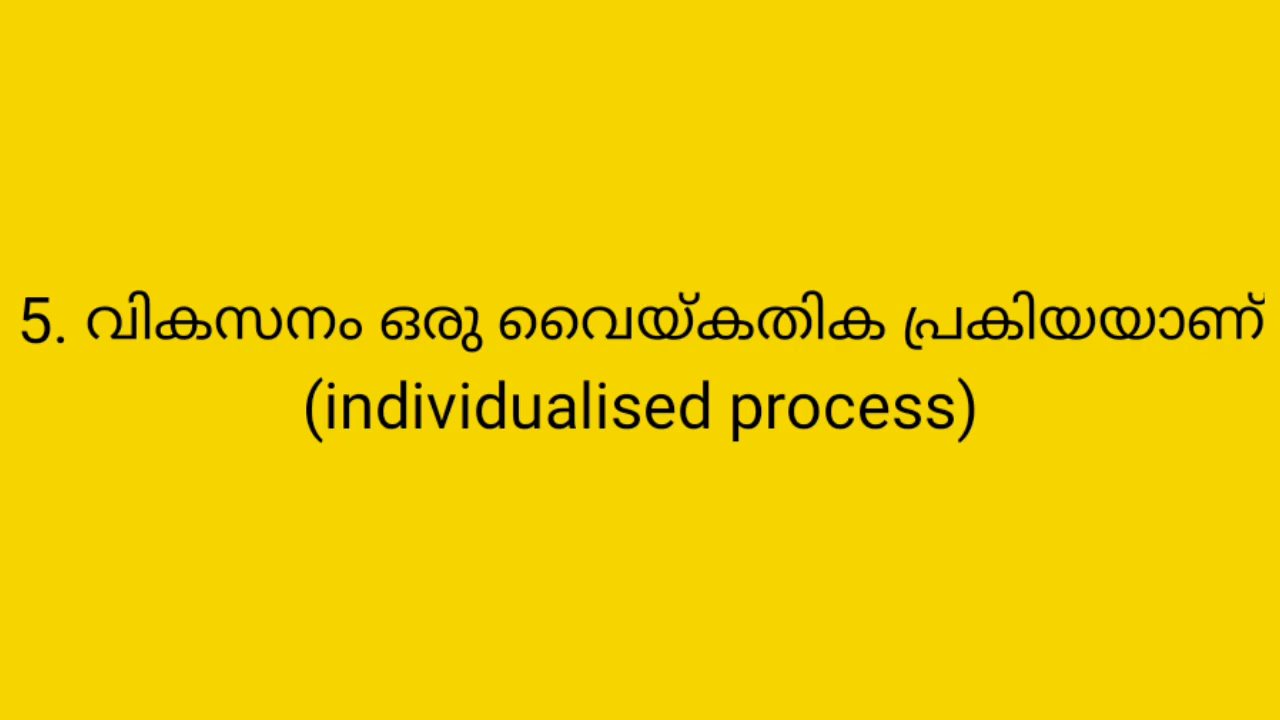 5. വികസനം ഒരു വൈയ്കതിക പ്രകിയയാണ്
(individualised process)